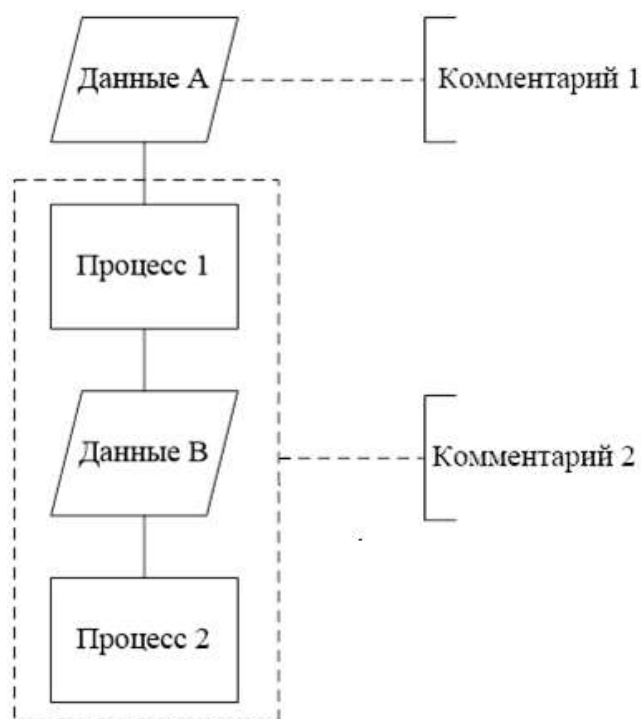 Данные А
Комментарий 1
Процесс 1
Данные В
Комментарий 2
Процесс 2